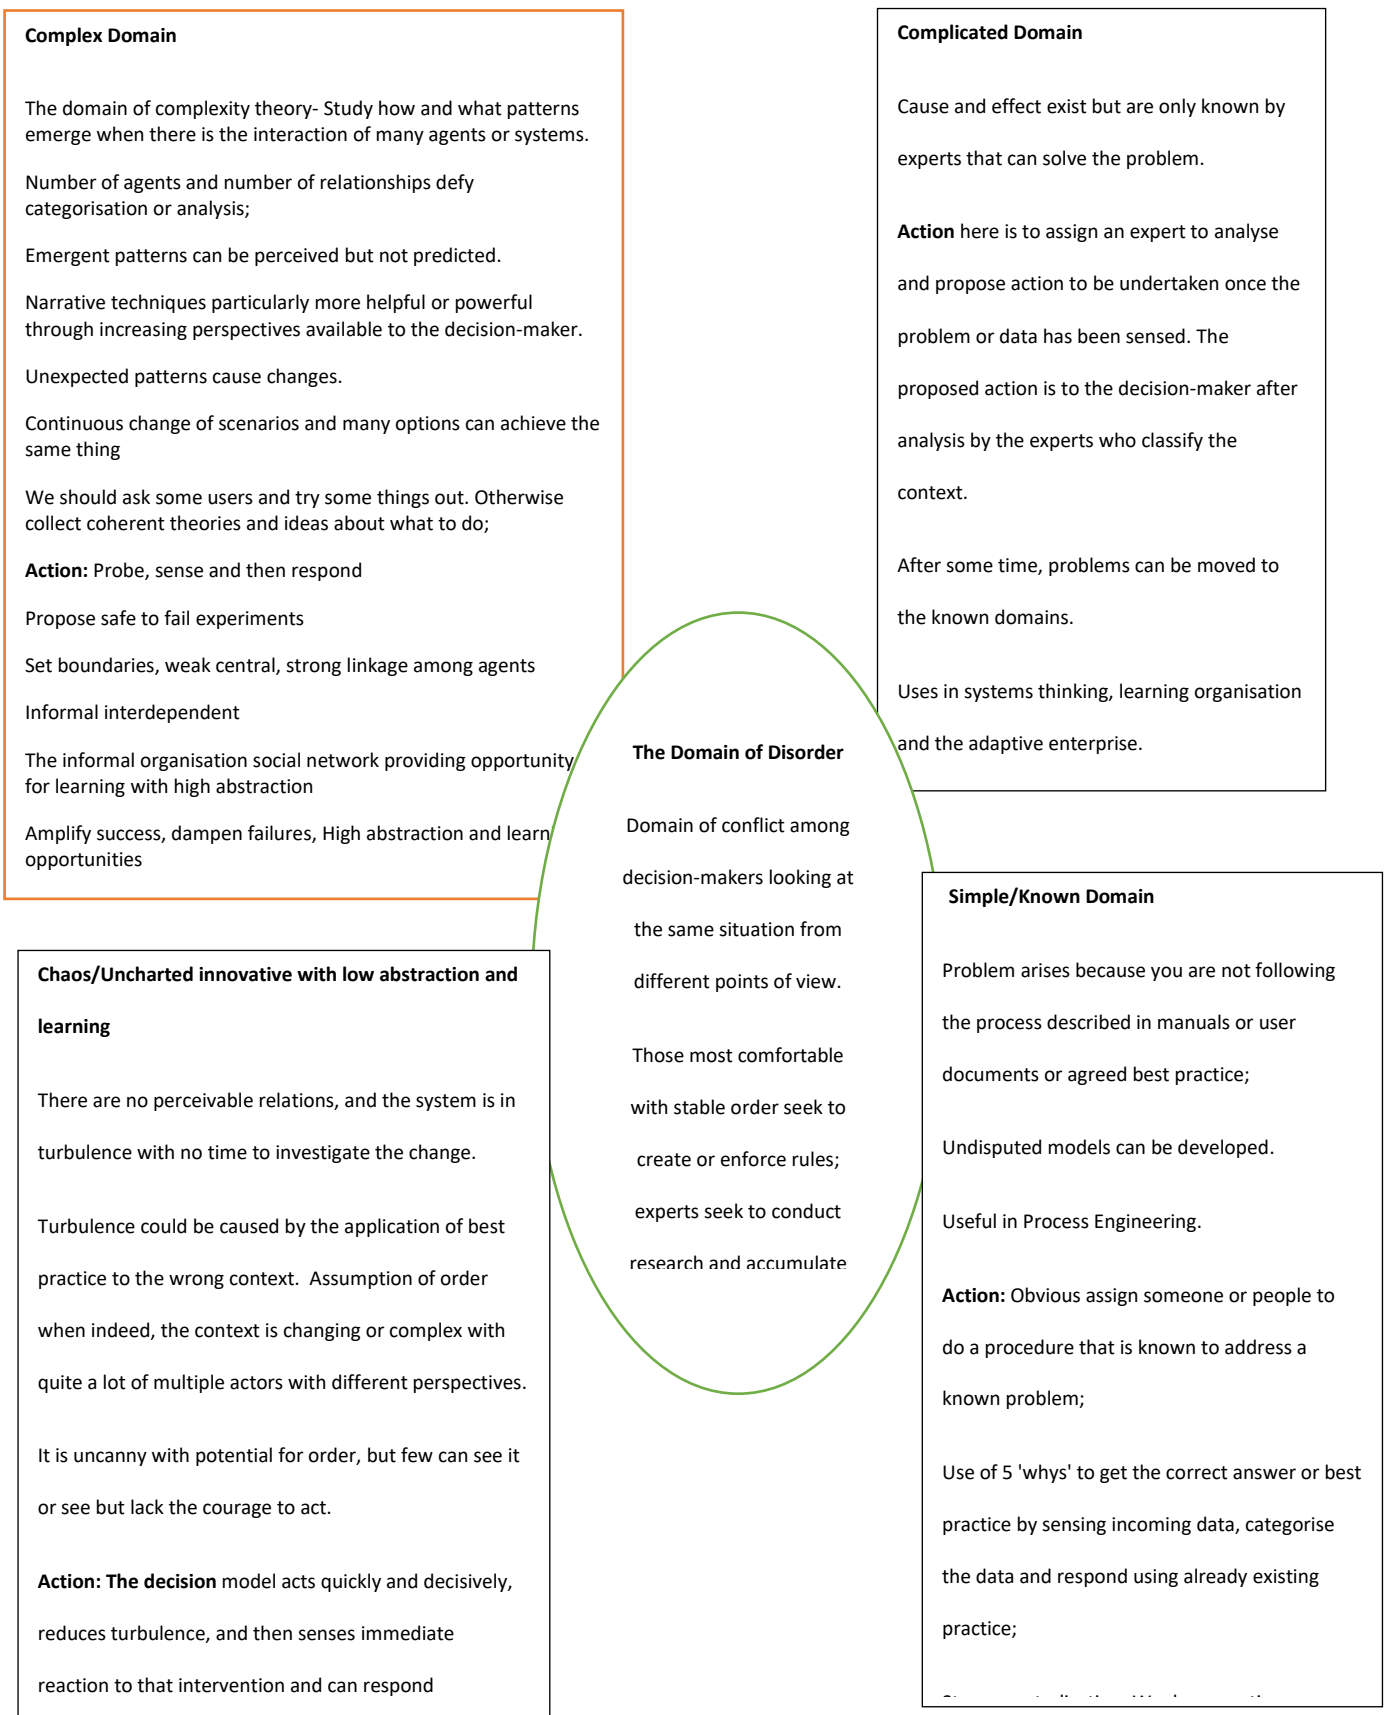 Complex Domain
The domain of complexity theory- Study how and what patterns
emerge when there is the interaction of many agents or systems.
Number of agents and number of relationships defy
categorisation or analysis;
Emergent patterns can be perceived but not predicted.
Narrative techniques particularly more helpful or powerful
through increasing perspectives available to the decision-maker.
Unexpected patterns cause changes.
Continuous change of scenarios and many options can achieve the
same thing
We should ask some users and try some things out. Otherwise
collect coherent theories and ideas about what to do;
Action: Probe, sense and then respond
Propose safe to fail experiments
Set boundaries, weak central, strong linkage among agents
Informal interdependent
The informal organisation social network providing opportunity
for learning with high abstraction
Amplify success, dampen failures, High abstraction and learn
opportunities
Complicated Domain
Cause and effect exist but are only known by
experts that can solve the problem.
Action here is to assign an expert to analyse
and propose action to be undertaken once the
problem or data has been sensed. The
proposed action is to the decision-maker after
analysis by the experts who classify the
context.
After some time, problems can be moved to
the known domains.
Uses in systems thinking, learning organisation
and the adaptive enterprise.
The Domain of Disorder
Domain of conflict among
decision-makers looking at
the same situation from
different points of view.
Those most comfortable
with stable order seek to
create or enforce rules;
experts seek to conduct
research and accumulate
Chaos/Uncharted innovative with low abstraction and
learning
There are no perceivable relations, and the system is in
turbulence with no time to investigate the change.
Turbulence could be caused by the application of best
practice to the wrong context.  Assumption of order
when indeed, the context is changing or complex with
quite a lot of multiple actors with different perspectives.
It is uncanny with potential for order, but few can see it
or see but lack the courage to act.
Action: The decision model acts quickly and decisively,
reduces turbulence, and then senses immediate
reaction to that intervention and can respond
Simple/Known Domain
Problem arises because you are not following
the process described in manuals or user
documents or agreed best practice;
Undisputed models can be developed.
Useful in Process Engineering.
Action: Obvious assign someone or people to
do a procedure that is known to address a
known problem;
Use of 5 'whys' to get the correct answer or best
practice by sensing incoming data, categorise
the data and respond using already existing
practice;